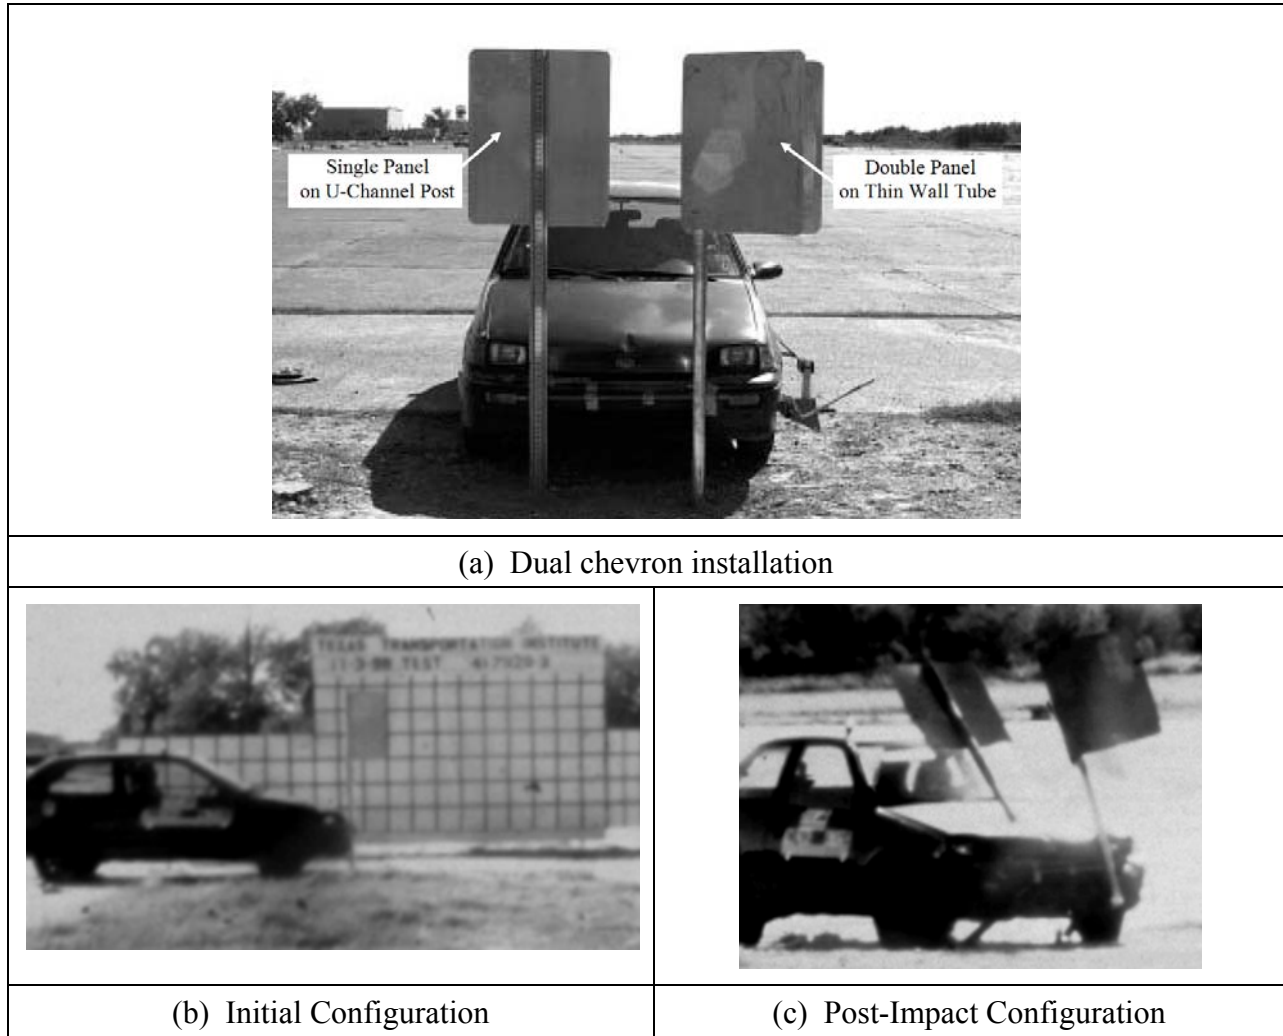 Single Panel
on U-Channel Post
Double Panel
on Thin Wall Tube
(a)  Dual chevron installation
TEXAS TRANSPORTATION INSTITUTE
TEST
(b)  Initial Configuration
(c)  Post-Impact Configuration